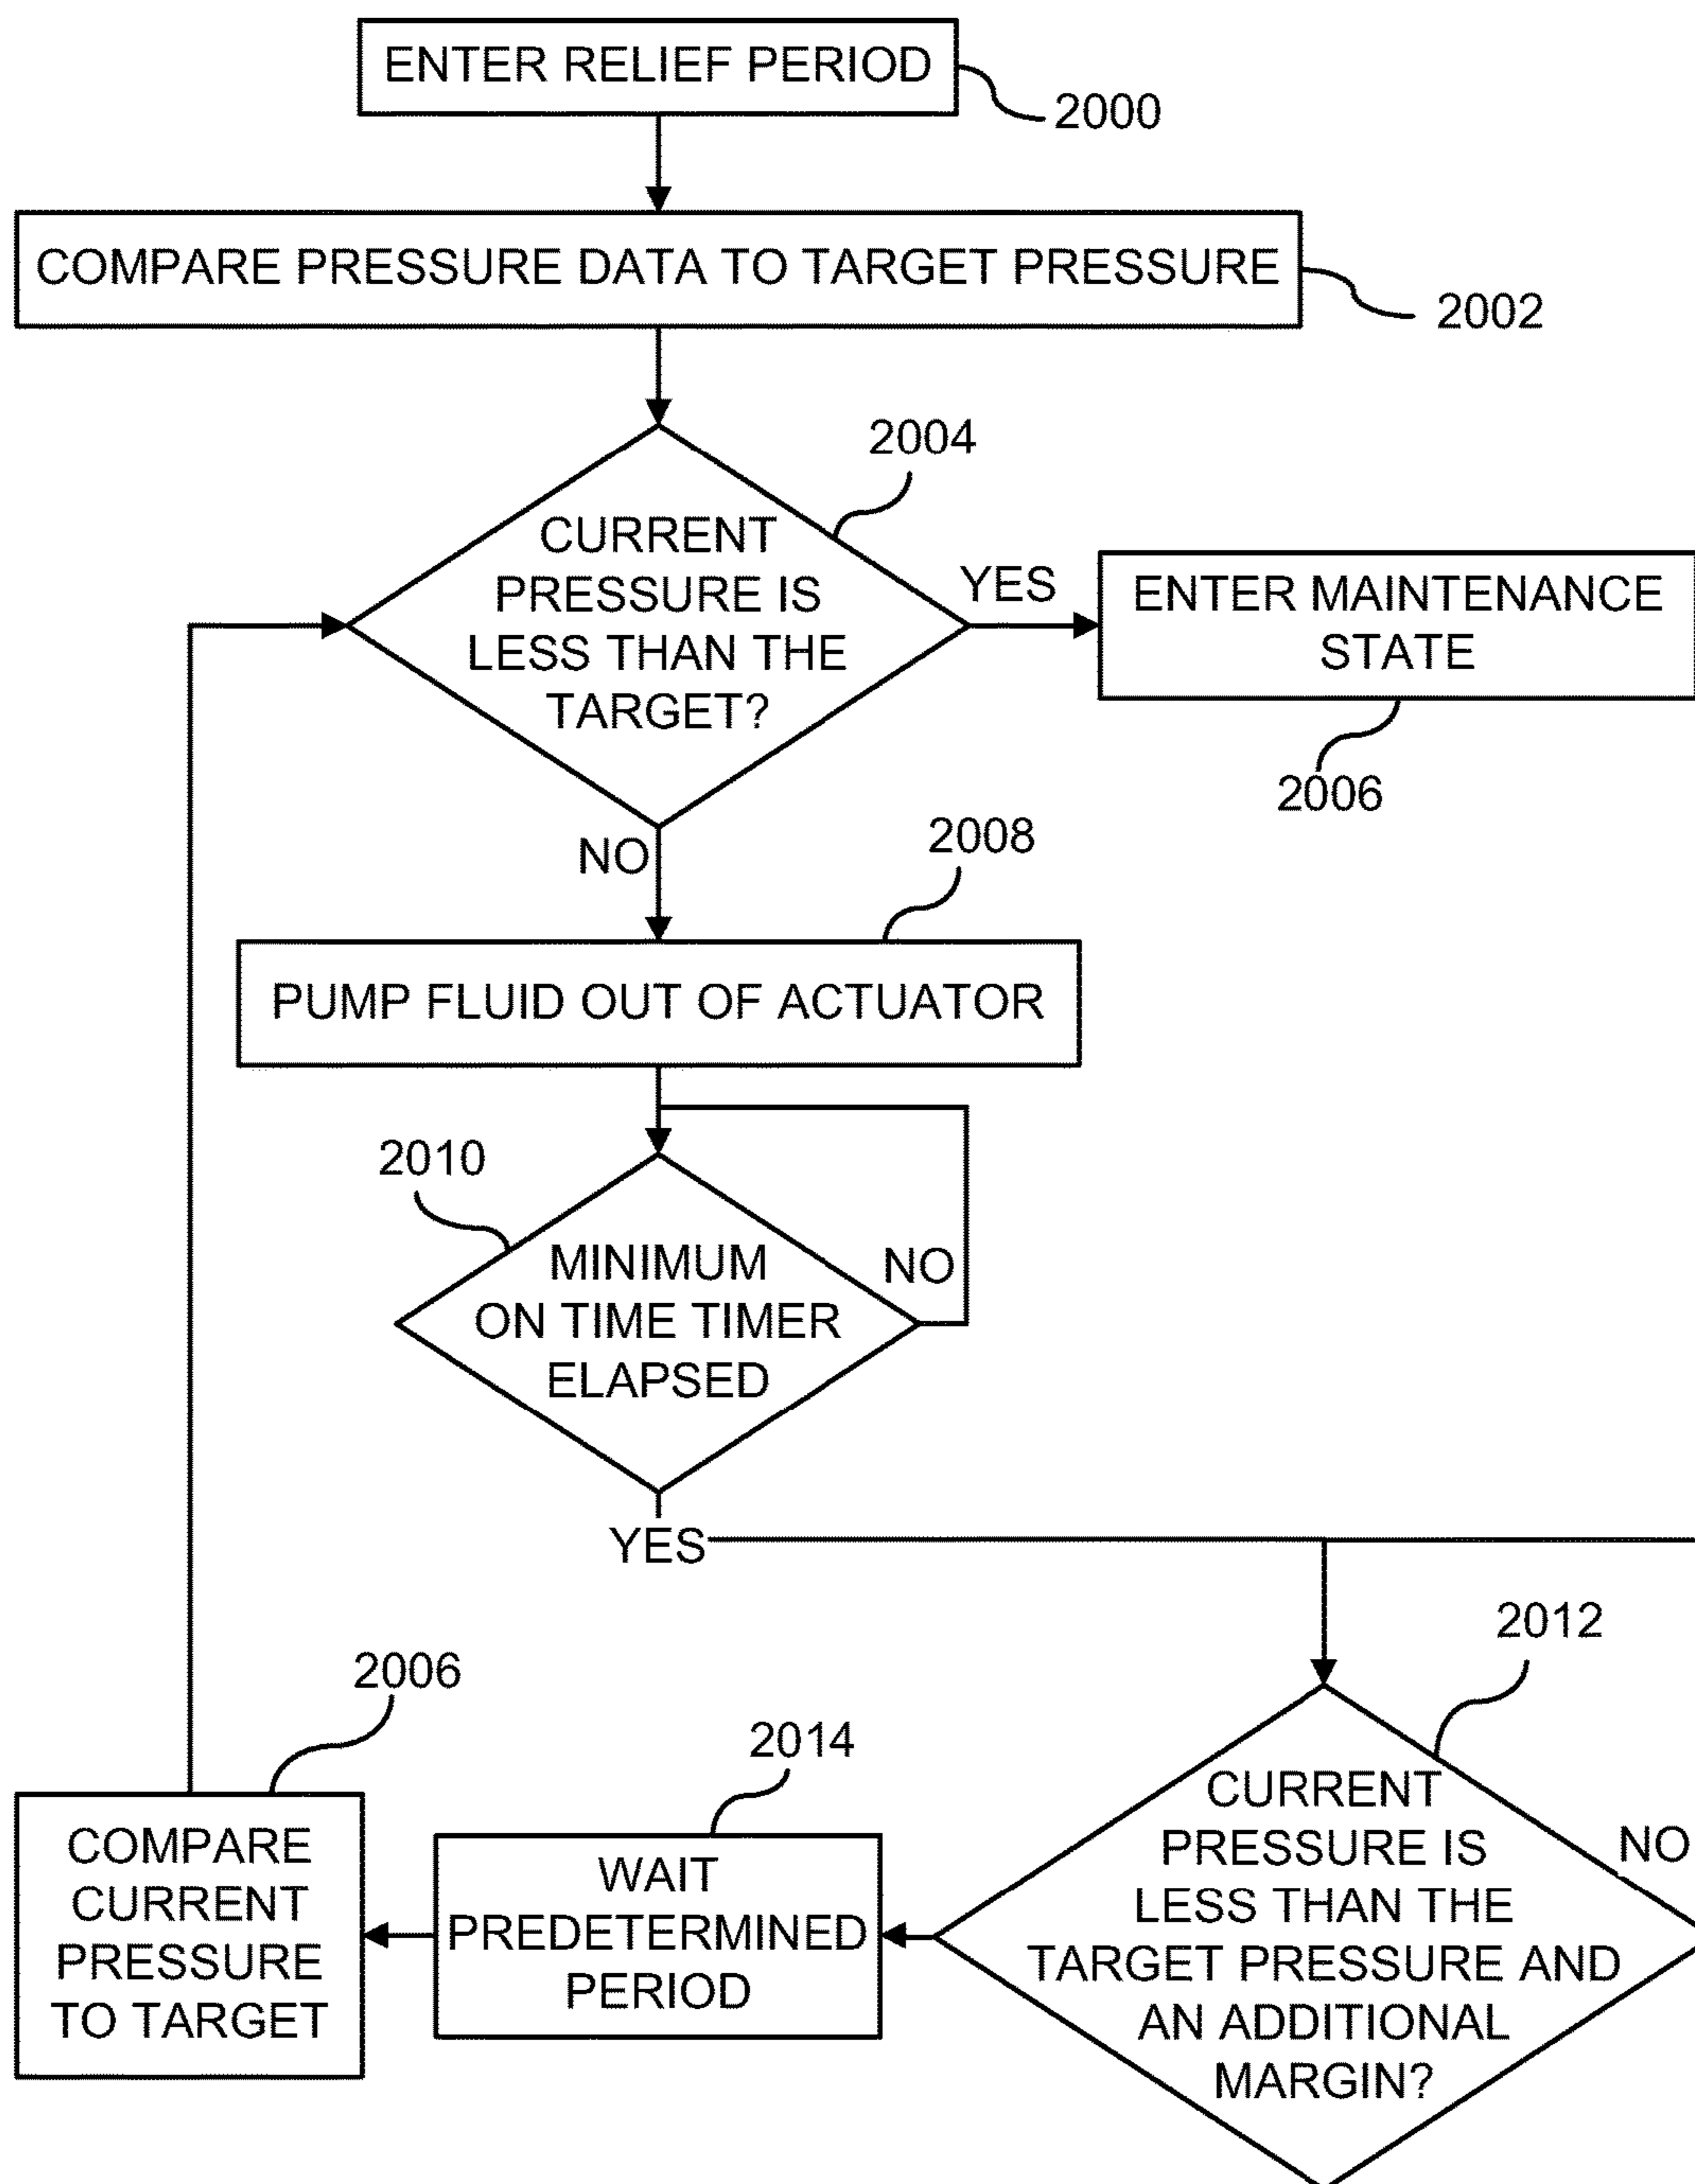 ENTER RELIEF PERIOD
2000
COMPARE PRESSURE DATA TO TARGET PRESSURE
2002
2004
CURRENT
PRESSURE IS
LESS THAN THE
TARGET?
YES
ENTER MAINTENANCE
STATE
2006
NO
2008
PUMP FLUID OUT OF ACTUATOR
2010
MINIMUM
ON TIME TIMER
ELAPSED
NO
YES
2012
CURRENT
PRESSURE IS
LESS THAN THE
TARGET PRESSURE AND
AN ADDITIONAL
MARGIN?
NO
2014
WAIT
PREDETERMINED
PERIOD
2006
COMPARE
CURRENT
PRESSURE
TO TARGET